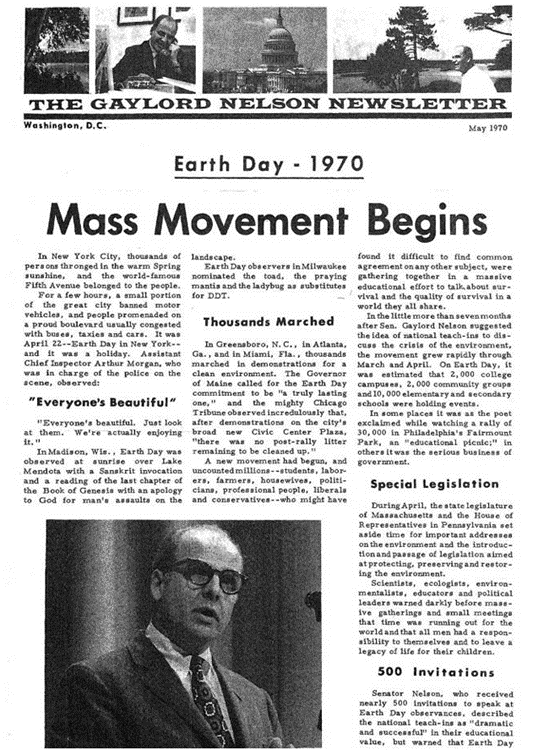 THE GAYLORD NELSON NEWSLETTER
Washington, D.C.
May 1970
Earth Day - 1970
Mass Movement Begins
In New York City, thousands of
persons thronged in the warm Spring
sunshine, and the world-famous
Fifth Avenue belonged to the people.
For a few hours, a small portion
of the great city banned motor
vehicles, and people promenaded on
a proud boulevard usually congested
with buses, taxies and cars. It was
April 22--Earth Day in New York--
and it was a holiday. Assistant
Chief Inspector Arthur Morgan, who
was in charge of the police on the
scene, observed:
"Everyone's Beautiful"
"Everyone's beautiful. Just look
at them. We're actually enjoying
it."
In Madison, Wis., Earth Day was
observed at sunrise over Lake
Mendota with a Sanskrit invocation
and a reading of the last chapter of
the Book of Genesis with an apology
to God for man's assaults on the
landscape.
Earth Day observers in Milwaukee
nominated the toad, the praying
mantis and the ladybug as substitutes
for DDT.
Thousands Marched
In Greensboro, N.C., in Atlanta,
Ga., and in Miami, Fla., thousands
marched in demonstrations for a
clean environment. The Governor
of Maine called for the Earth Day
commitment to be "a truly lasting
one," and the mighty Chicago
Tribune observed incredulously that,
after demonstrations on the city's
broad new Civic Center Plaza,
"there was no post-rally litter
remaining to be cleaned up."
A new movement had begun, and
uncounted millions--students, labor-
ers, farmers, housewives, politi-
cians, professional people, liberals
and conservatives--who might have
found it difficult to find common
agreement on any other subject, were
gathering together in a massive
educational effort to talk about sur-
vival and the quality of survival in a
world they all share.
In the little more than seven months
after Sen. Gaylord Nelson suggested
the idea of national teach-ins to dis-
cuss the crisis of the environment,
the movement grew rapidly through
March and April. On Earth Day, it
was estimated that 2,000 college
campuses, 2,000 community groups
and 10,000 elementary and secondary
schools were holding events.
In some places it was as the poet
exclaimed while watching a rally of
30,000 in Philadelphia's Fairmount
Park, an "educational picnic;" in
others it was the serious business of
government.
Special Legislation
During April, the state legislature
of Massachusetts and the House of
Representatives in Pennsylvania set
aside time for important addresses
on the environment and the introduc-
tion and passage of legislation aimed
at protecting, preserving and restor-
ing the environment.
Scientists, ecologists, environ-
mentalists, educators and political
leaders warned darkly before mass-
ive gatherings and small meetings
that time was running out for the
world and that all men had a respon-
sibility to themselves and to leave a
legacy of life for their children.
500 Invitations
Senator Nelson, who received
nearly 500 invitations to speak at
Earth Day observances, described
the national teach-ins as "dramatic
and successful" in their educational
value, but warned that Earth Day